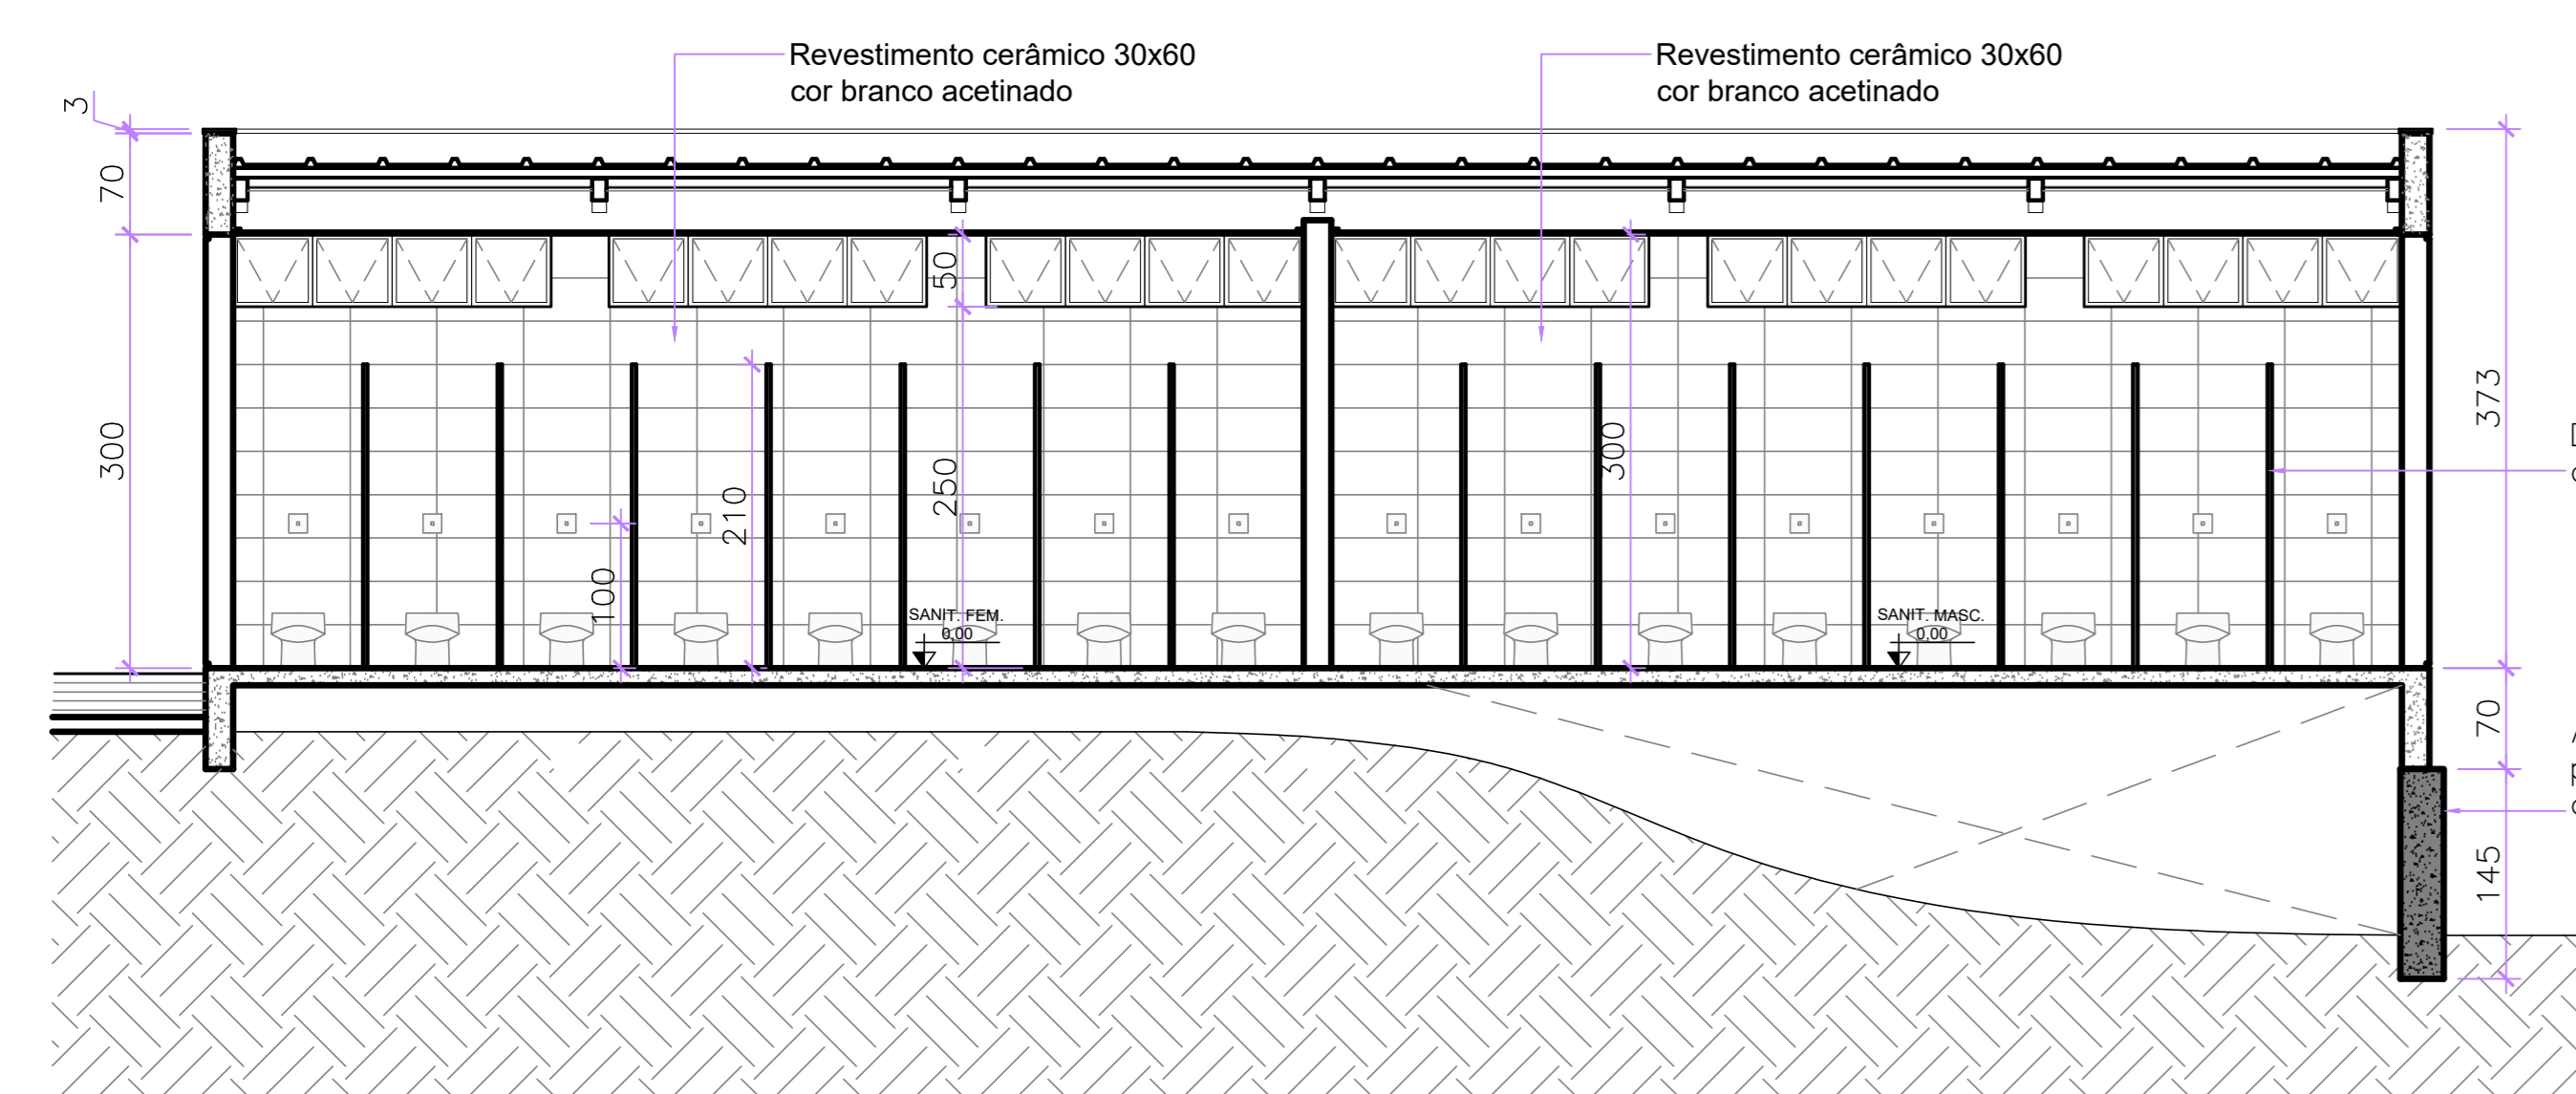 Revestimento cerâmico 30x60
cor branco acetinado
Revestimento cerâmico 30x60
cor branco acetinado
3
70
300
50
250
210
100
300
373
70
145
SANIT. FEM.
0,00
SANIT. MASC.
0,00